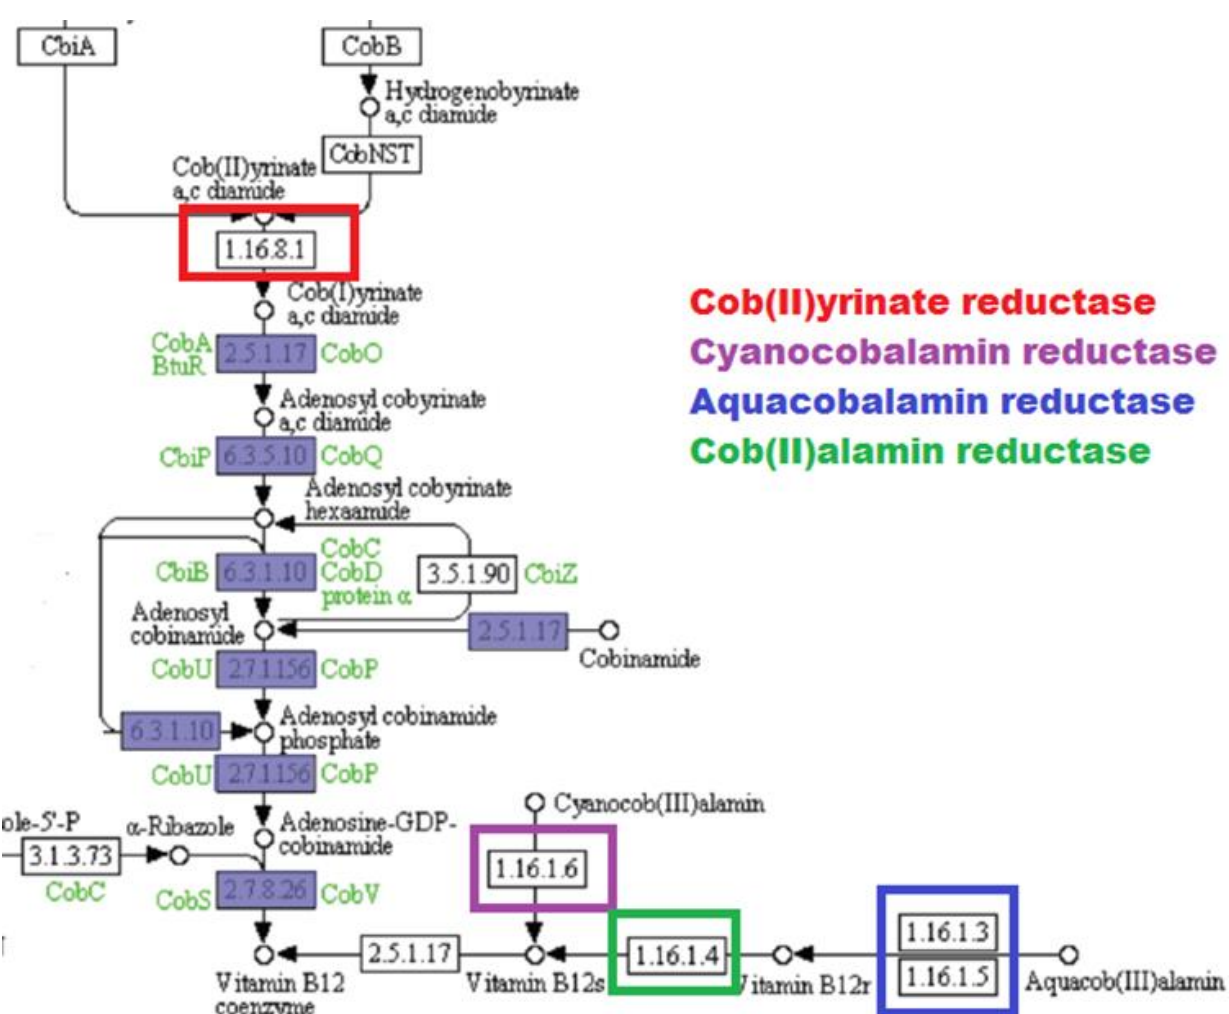 CbiA
CobB
Hydrogenobyrinate
a,c diamide
CobNST
Cob(II)yrinate
a,c diamide
1.16.8.1
Cob(I)yrinate
a,c diamide
CobA
BtuR
2.5.1.17
CobO
Adenosyl cobyrinate
a,c diamide
CbiP
6.3.5.10
CobQ
Adenosyl cobyrinate
hexaamide
CbiB
6.3.1.10
CobC
CobD
protein α
3.5.1.90
CbiZ
Adenosyl
cobinamide
2.5.1.17
Cobinamide
CobU
2.7.1.156
CobP
6.3.1.10
Adenosyl cobinamide
phosphate
CobU
2.7.1.156
CobP
ole-5'-P
α-Ribazole
Adenosine-GDP-
cobinamide
3.1.3.73
CobC
CobS
2.7.8.26
CobV
Cyanocob(III)alamin
1.16.1.6
Vitamin B12
coenzyme
2.5.1.17
Vitamin B12s
1.16.1.4
itamin B12r
1.16.1.3
1.16.1.5
Aquacob(III)alamin
Cob(II)yrinate reductase
Cyanocobalamin reductase
Aquacobalamin reductase
Cob(II)alamin reductase